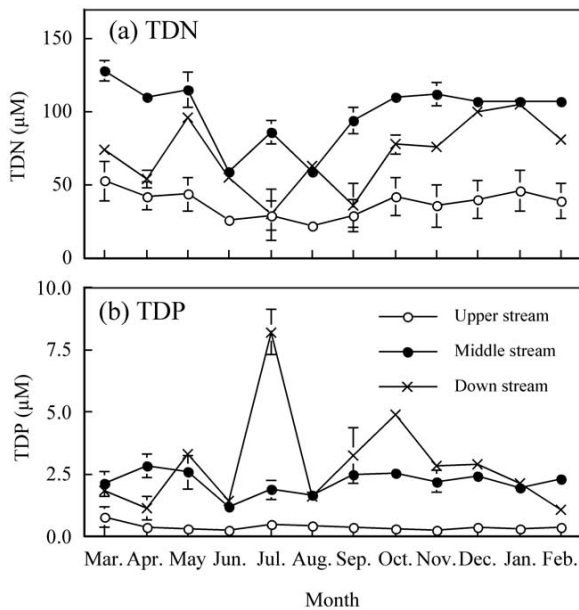 (a) TDN
150
100
50
0
TDN (µM)
(b) TDP
10.0
7.5
5.0
2.5
0.0
TDP (µM)
Upper stream
Middle stream
Down stream
Mar. Apr. May Jun. Jul. Aug. Sep. Oct. Nov. Dec. Jan. Feb.
Month